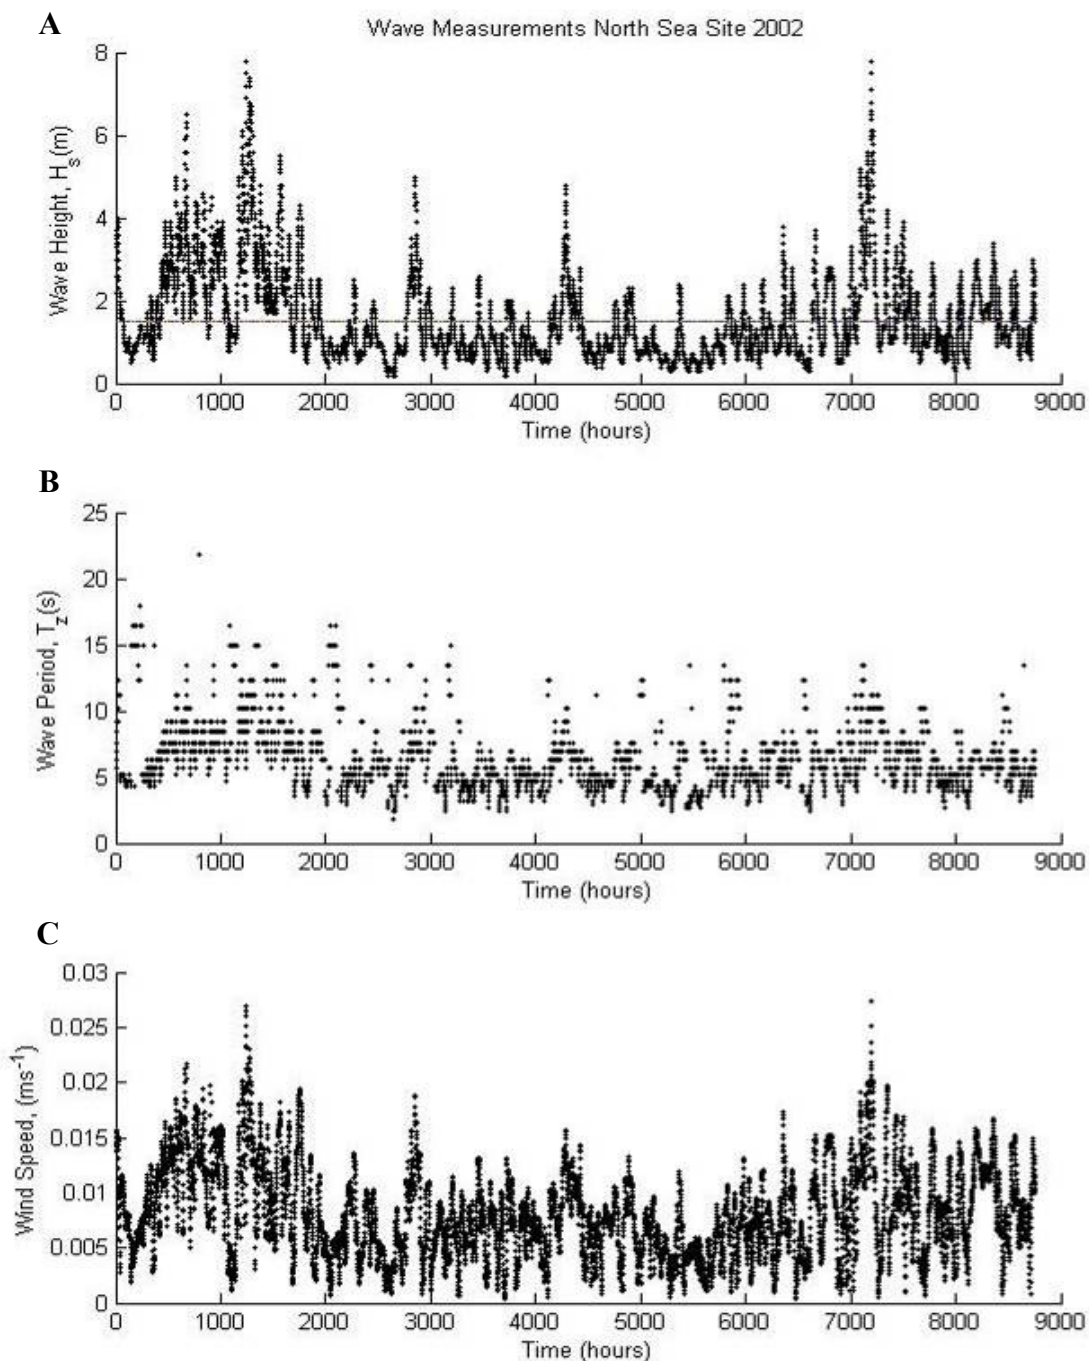 A
Wave Measurements North Sea Site 2002
Wave Height, H_s(m)
8
6
4
2
0
0 1000 2000 3000 4000 5000 6000 7000 8000 9000
Time (hours)
B
Wave Period, T_z(s)
25
20
15
10
5
0
0 1000 2000 3000 4000 5000 6000 7000 8000 9000
Time (hours)
C
Wind Speed, (ms^-1)
0.03
0.025
0.02
0.015
0.01
0.005
0
0 1000 2000 3000 4000 5000 6000 7000 8000 9000
Time (hours)